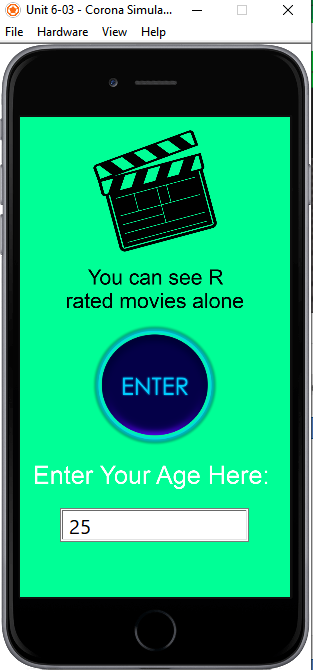 Unit 6-03 - Corona Simula...
File Hardware View Help
You can see R
rated movies alone
ENTER
Enter Your Age Here:
25